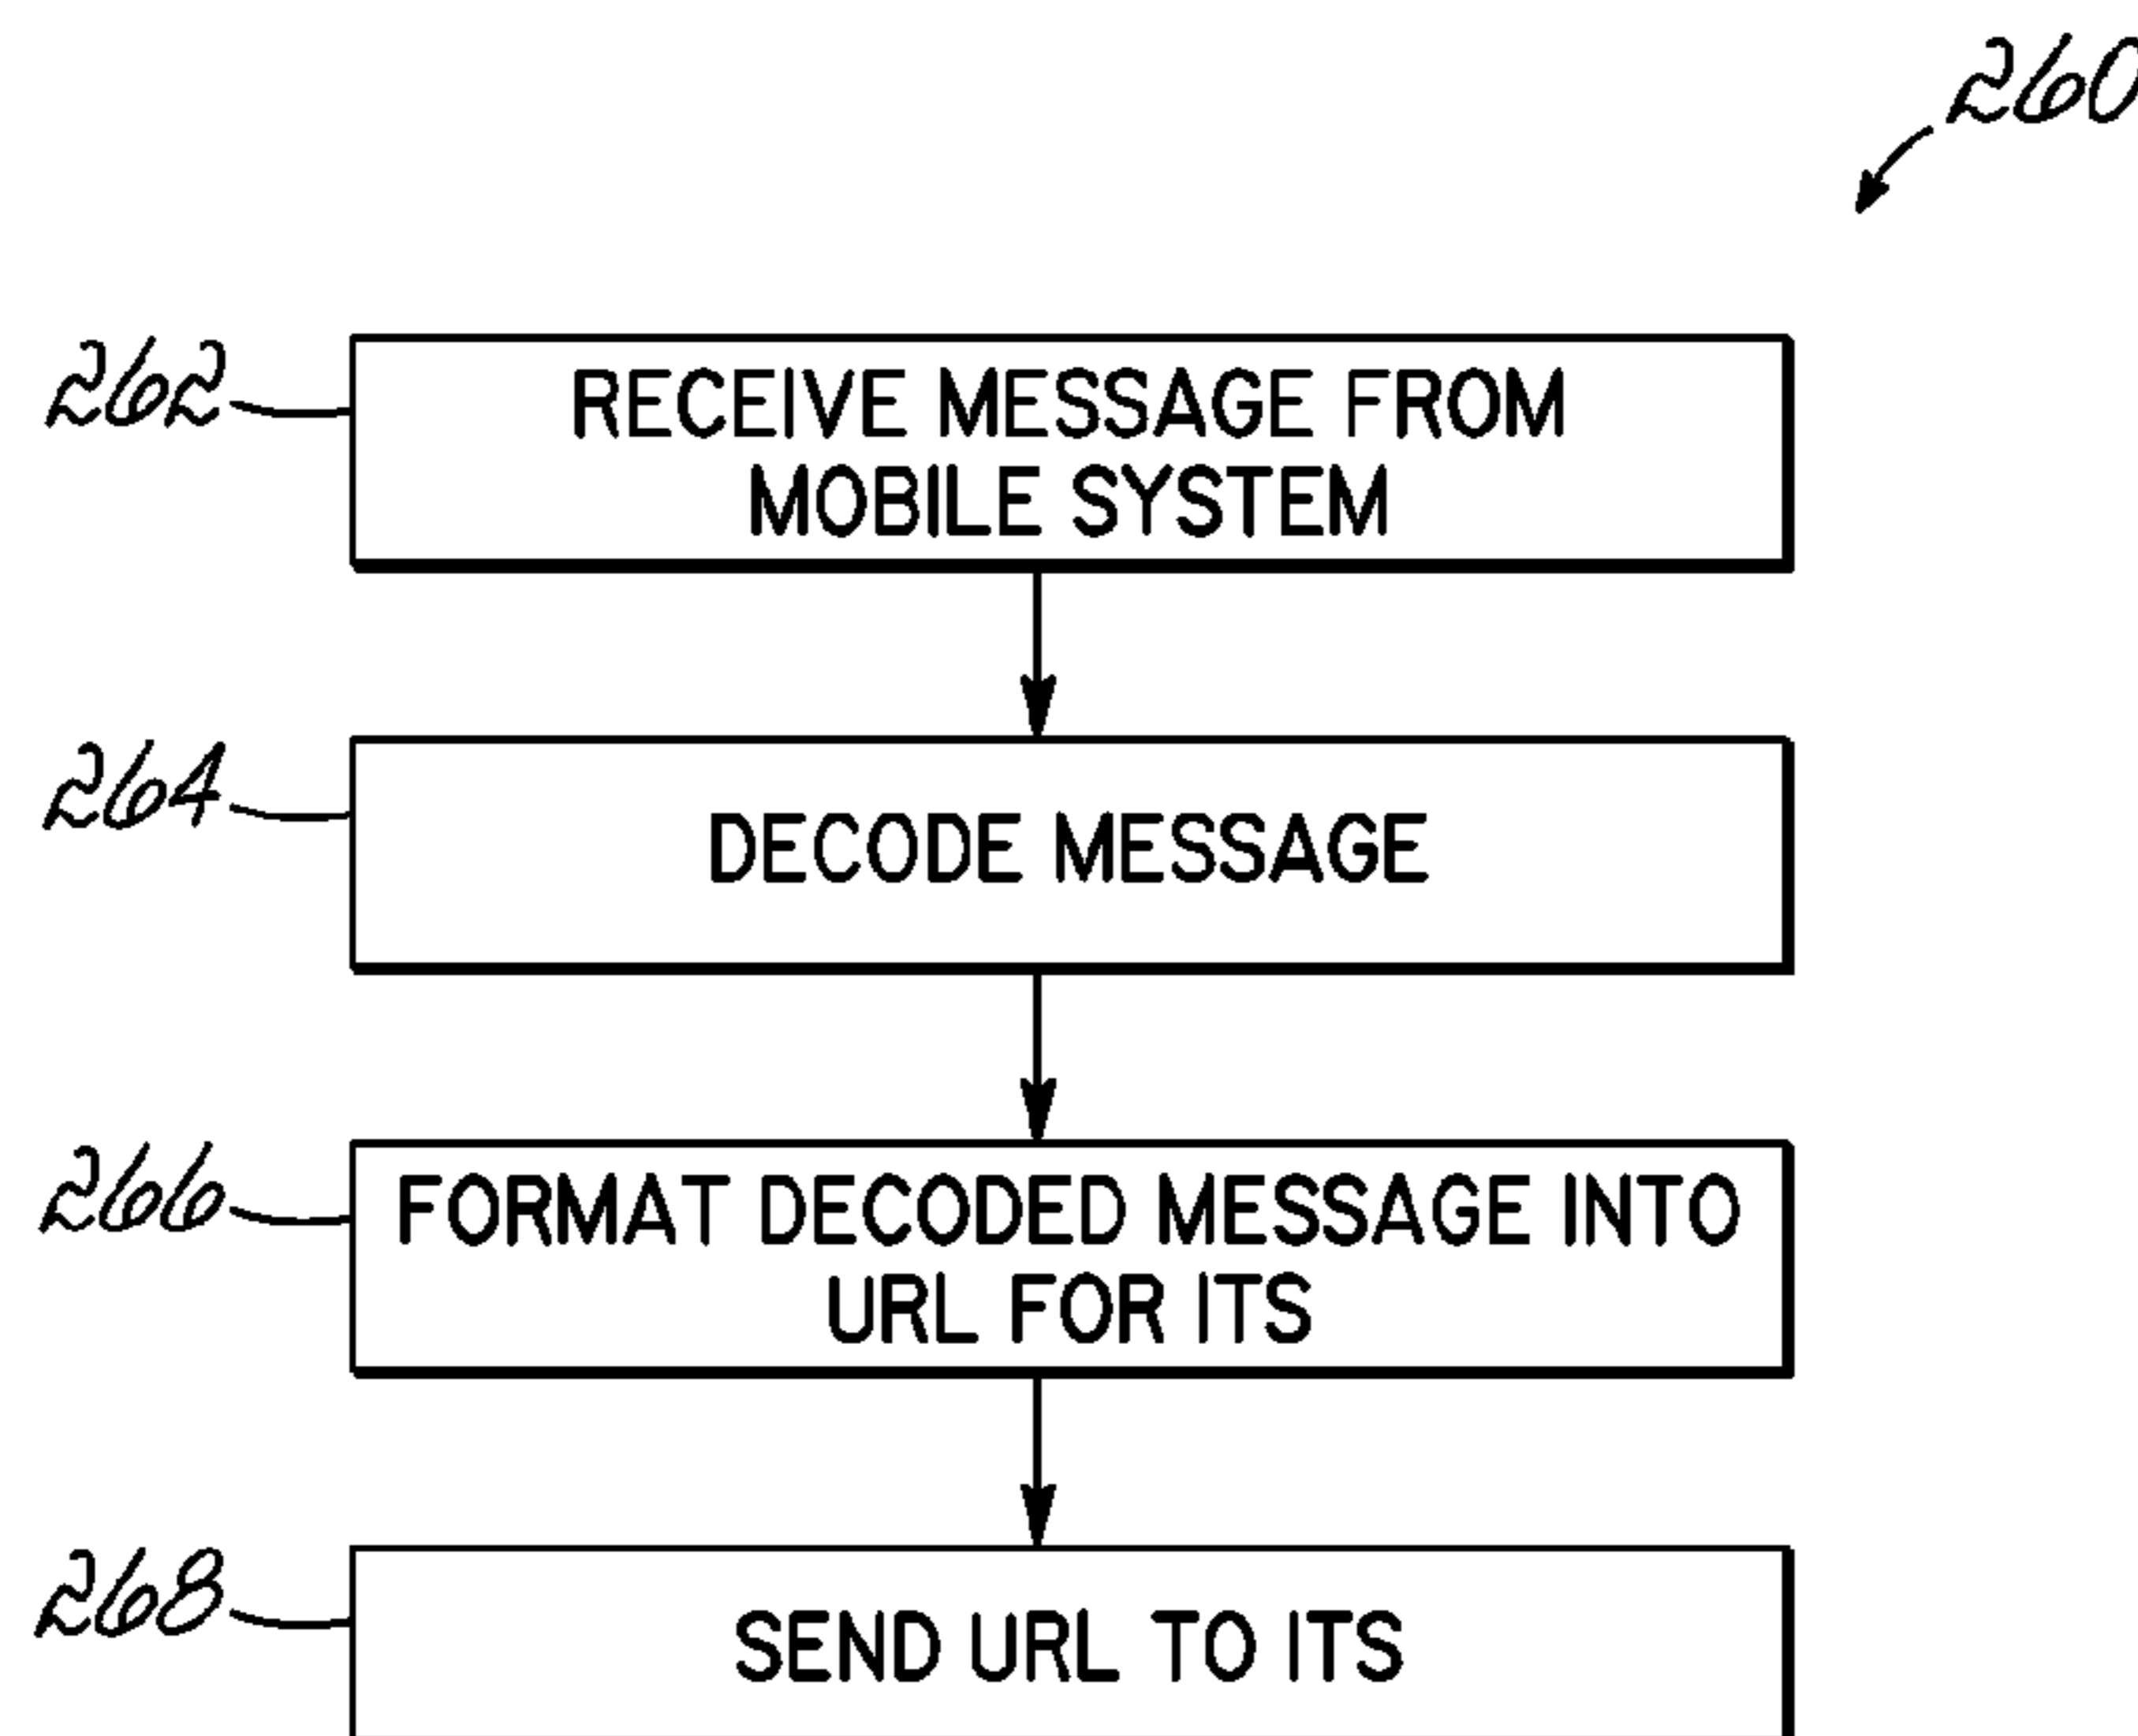 260
262
RECEIVE MESSAGE FROM
MOBILE SYSTEM
264
DECODE MESSAGE
266
FORMAT DECODED MESSAGE INTO
URL FOR ITS
268
SEND URL TO ITS